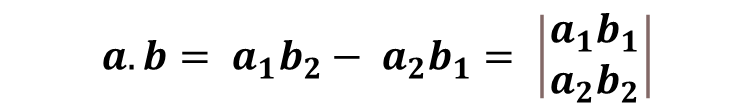 a. b = a₁b₂ − a₂b₁ = |a₁b₁|
|a₂b₂|